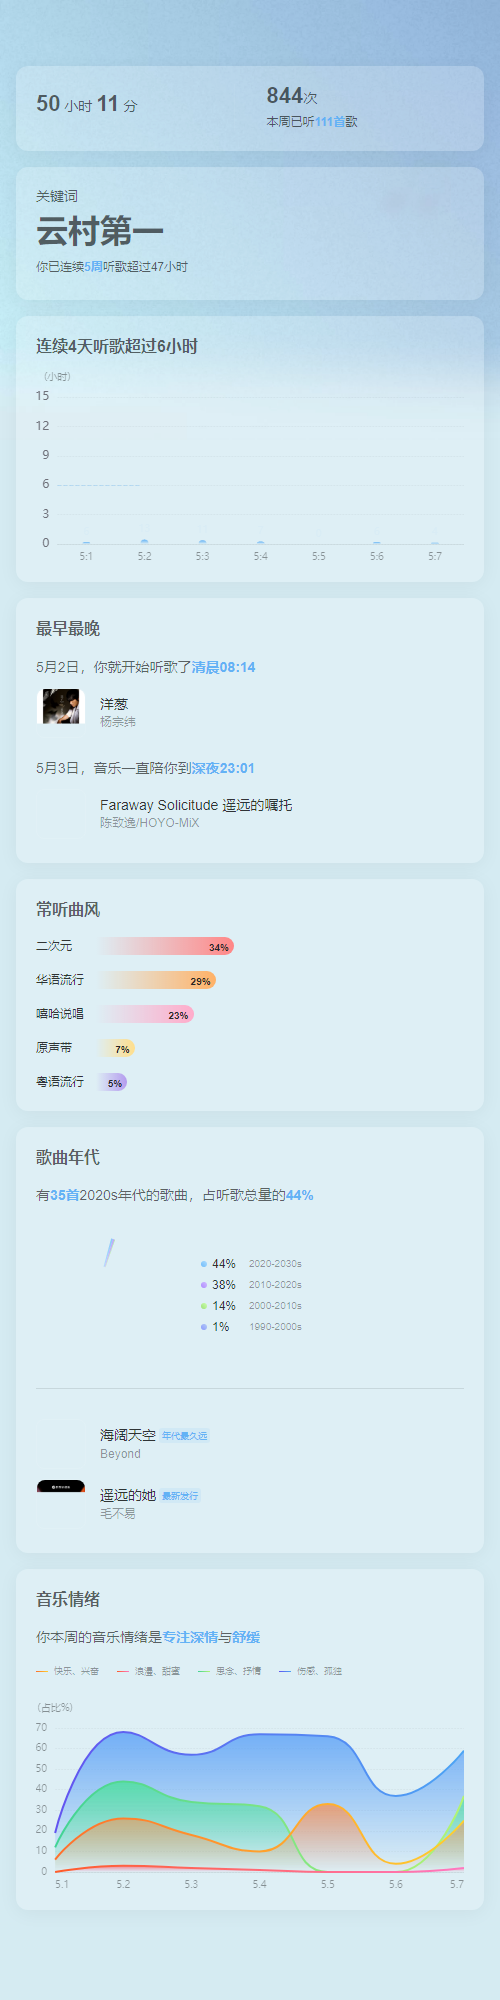 50 小时 11 分
844次
本周已听111首歌
关键词
云村第一
你已连续5周听歌超过47小时
连续4天听歌超过6小时
(小时)
15
12
9
6
3
0
5.1 5.2 5.3 5.4 5.5 5.6 5.7
最早最晚
5月2日，你就开始听歌了清晨08:14
洋葱
杨宗纬
5月3日，音乐一直陪你到深夜23:01
Faraway Solicitude 遥远的嘱托
陈致逸/HOYO-MiX
常听曲风
二次元 34%
华语流行 29%
嘻哈说唱 23%
原声带 7%
粤语流行 5%
歌曲年代
有35首2020s年代的歌曲，占听歌总量的44%
44% 2020-2030s
38% 2010-2020s
14% 2000-2010s
1% 1990-2000s
海阔天空 年代最久远
Beyond
遥远的她 最新发行
毛不易
音乐情绪
你本周的音乐情绪是专注深情与舒缓
快乐、兴奋 浪漫、甜蜜 思念、抒情 伤感、孤独
(占比%)
70
60
50
40
30
20
10
0
5.1 5.2 5.3 5.4 5.5 5.6 5.7